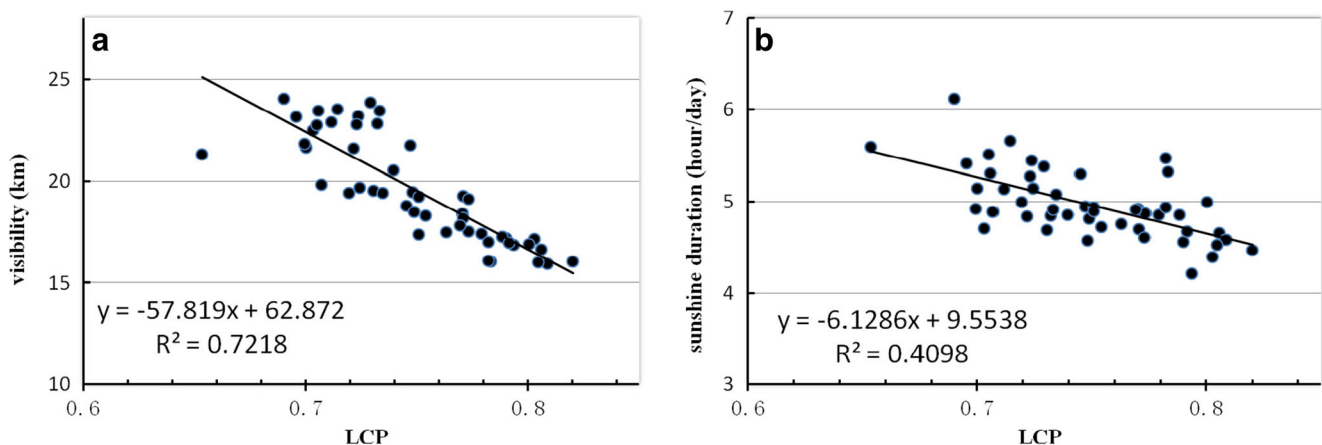 a
visibility (km)
25
20
15
10
y = -57.819x + 62.872
R² = 0.7218
0.6
0.7
0.8
LCP
b
sunshine duration (hour/day)
7
6
5
4
3
y = -6.1286x + 9.5538
R² = 0.4098
0.6
0.7
0.8
LCP